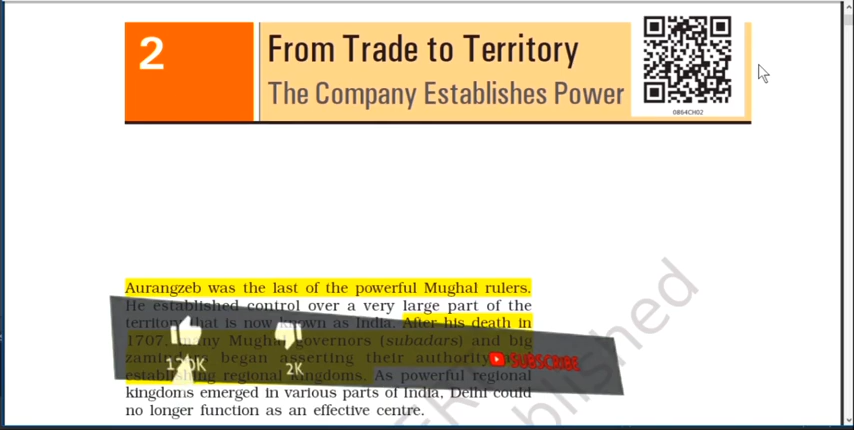 2
From Trade to Territory
The Company Establishes Power
0864CH02
Aurangzeb was the last of the powerful Mughal rulers.
He established control over a very large part of the
territory that is now known as India. After his death in
1707, many Mughal governors (subadars) and big
zamindars began asserting their authority
establishing regional kingdoms. As powerful regional
kingdoms emerged in various parts of India, Delhi could
no longer function as an effective centre.
2K
SUBSCRIBE
blished